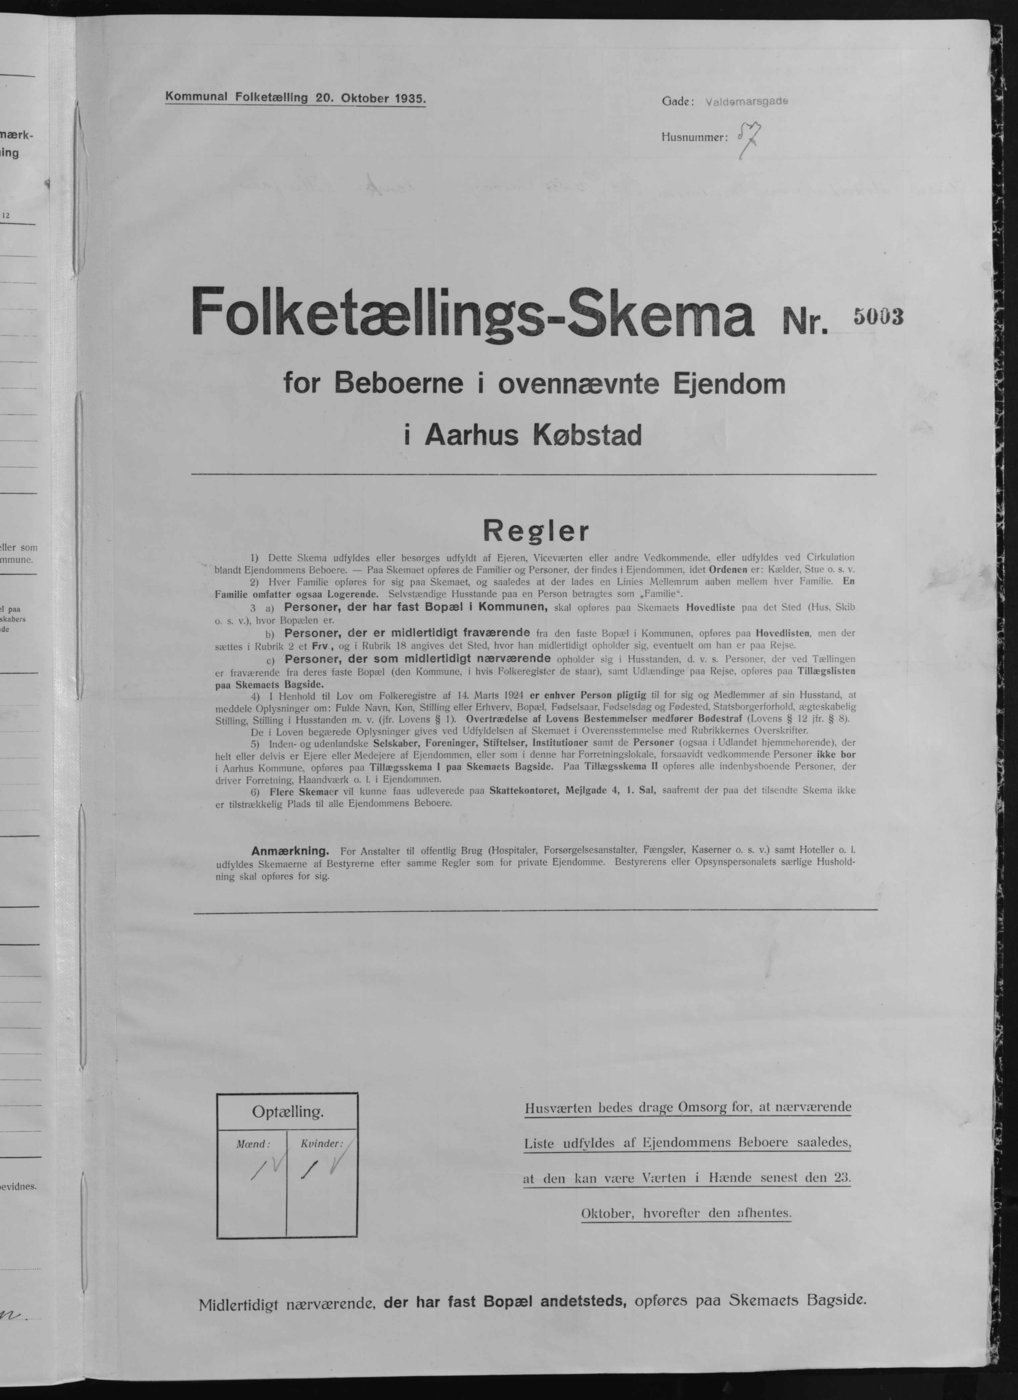 Kommunal Folketælling 20. Oktober 1935.
Gade: Valdemarsgade
Husnummer: 57
Folketællings-Skema Nr. 5003
for Beboerne i ovennævnte Ejendom
i Aarhus Købstad
Regler
1) Dette Skema udfyldes eller besørges udfyldt af Ejeren, Viceværten eller andre Vedkommende, eller udfyldes ved Cirkulation
blandt Ejendommens Beboere. — Paa Skemaet opføres de Familier og Personer, der findes i Ejendommen, idet Ordenen er: Kælder, Stue o. s. v.
2) Hver Familie opføres for sig paa Skemaet, og saaledes at der lades en Linies Mellemrum aaben mellem hver Familie. En
Familie omfatter ogsaa Logerende. Selvstændige Husstande paa en Person betragtes som „Familie“.
3 a) Personer, der har fast Bopæl i Kommunen, skal opføres paa Skemaets Hovedliste paa det Sted (Hus, Skib
o. s. v.), hvor Bopælen er.
b) Personer, der er midlertidigt fraværende fra den faste Bopæl i Kommunen, opføres paa Hovedlisten, men der
sættes i Rubrik 2 et Frv., og i Rubrik 18 angives det Sted, hvor han midlertidigt opholder sig, eventuelt om han er paa Rejse.
c) Personer, der som midlertidigt nærværende opholder sig i Husstanden, d. v. s. Personer, der ved Tællingen
er fraværende fra deres faste Bopæl (den Kommune, i hvis Folkeregister de staar), samt Udlændinge paa Rejse, opføres paa Tillægslisten
paa Skemaets Bagside.
4) I Henhold til Lov om Folkeregistre af 14. Marts 1924 er enhver Person pligtig til for sig og Medlemmer af sin Husstand, at
meddele Oplysninger om: Fulde Navn, Køn, Stilling eller Erhverv, Bopæl, Fødselsaar, Fødselsdag og Fødested, Statsborgerforhold, ægteskabelig
Stilling, Stilling i Husstanden m. v. (jfr. Lovens § 1). Overtrædelse af Lovens Bestemmelser medfører Bødestraf (Lovens § 12 jfr. § 8).
De i Loven begærede Oplysninger gives ved Udfyldelsen af Skemaet i Overensstemmelse med Rubrikkernes Overskrifter.
5) Inden- og udenlandske Selskaber, Foreninger, Stiftelser, Institutioner samt de Personer (ogsaa i Udlandet hjemmehørende), der
helt eller delvis er Ejere eller Medejere af Ejendommen, eller som i denne har Forretningslokale, forsaavidt vedkommende Personer ikke bor
i Aarhus Kommune, opføres paa Tillægsskema I paa Skemaets Bagside. Paa Tillægsskema II opføres alle indenbysboende Personer, der
driver Forretning, Haandværk o. l. i Ejendommen.
6) Flere Skemaer vil kunne faas udleverede paa Skattekontoret, Mejlgade 4, 1. Sal, saafremt der paa det tilsendte Skema ikke
er tilstrækkelig Plads til alle Ejendommens Beboere.
Anmærkning. For Anstalter til offentlig Brug (Hospitaler, Forsørgelsesanstalter, Fængsler, Kaserner o. s. v.) samt Hoteller o. l.
udfyldes Skemaerne af Bestyrerne efter samme Regler som for private Ejendomme. Bestyrerens eller Opsynspersonalets særlige Hushold-
ning skal opføres for sig.
Optælling.
Mænd: Kvinder:
1 1
Husværten bedes drage Omsorg for, at nærværende
Liste udfyldes af Ejendommens Beboere saaledes,
at den kan være Værten i Hænde senest den 23.
Oktober, hvorefter den afhentes.
Midlertidigt nærværende, der har fast Bopæl andetsteds, opføres paa Skemaets Bagside.